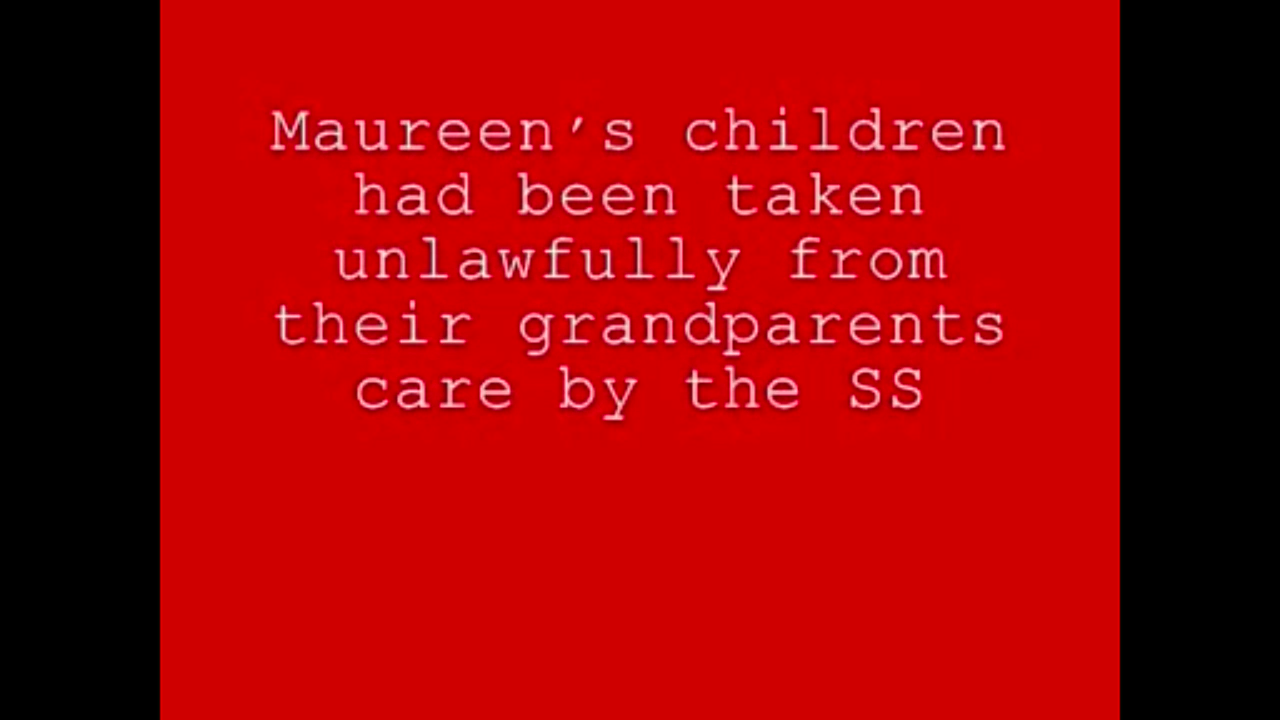 Maureen's children
had been taken
unlawfully from
their grandparents
care by the SS